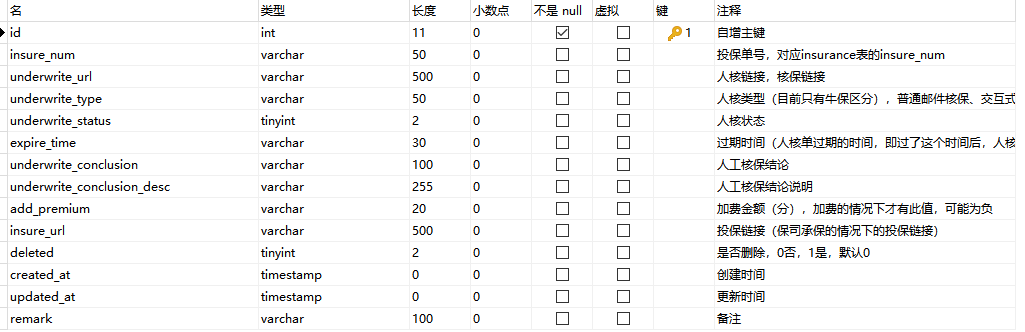 名 类型 长度 小数点 不是 null 虚拟 键 注释
id int 11 0 1 自增主键
insure_num varchar 50 0 投保单号，对应insurance表的insure_num
underwrite_url varchar 500 0 人核链接，核保链接
underwrite_type varchar 50 0 人核类型（目前只有牛保区分），普通邮件核保、交互式
underwrite_status tinyint 2 0 人核状态
expire_time varchar 30 0 过期时间（人核单过期的时间，即过了这个时间后，人核
underwrite_conclusion varchar 100 0 人工核保结论
underwrite_conclusion_desc varchar 255 0 人工核保结论说明
add_premium varchar 20 0 加费金额（分），加费的情况下才有此值，可能为负
insure_url varchar 500 0 投保链接（保司承保的情况下的投保链接）
deleted tinyint 2 0 是否删除，0否，1是，默认0
created_at timestamp 0 0 创建时间
updated_at timestamp 0 0 更新时间
remark varchar 100 0 备注